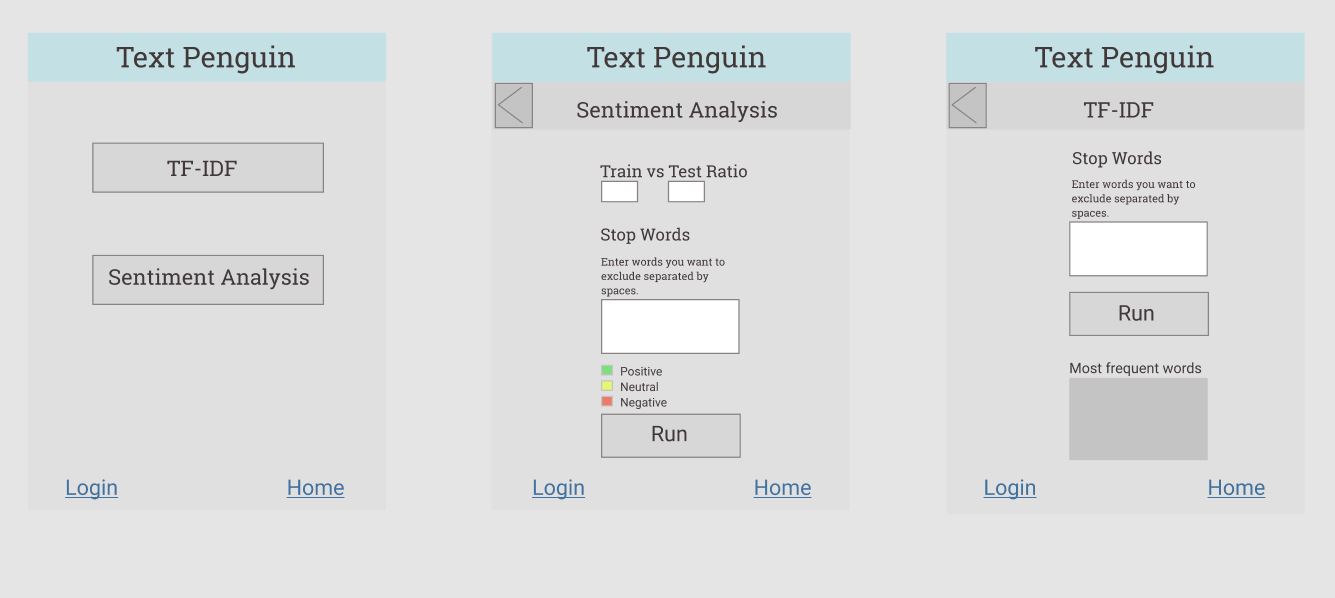 Text Penguin
TF-IDF
Sentiment Analysis
Login
Home
Text Penguin
Sentiment Analysis
Train vs Test Ratio
Stop Words
Enter words you want to
exclude separated by
spaces.
Positive
Neutral
Negative
Run
Login
Home
Text Penguin
TF-IDF
Stop Words
Enter words you want to
exclude separated by
spaces.
Run
Most frequent words
Login
Home